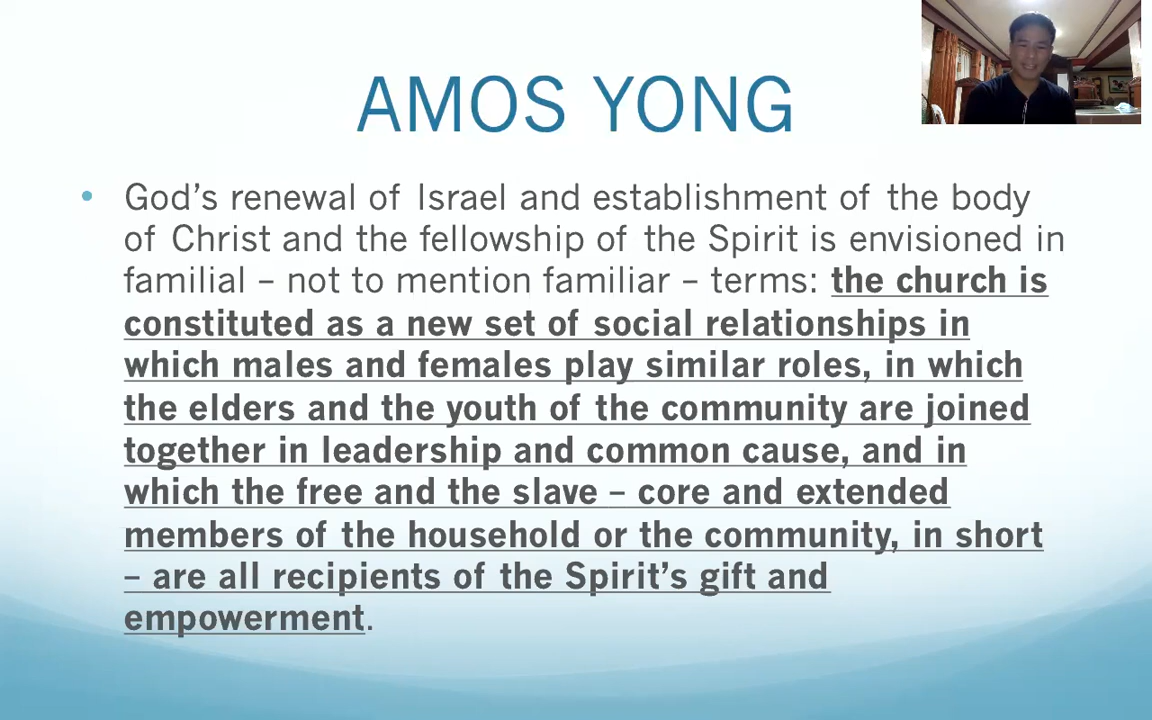 AMOS YONG
• God’s renewal of Israel and establishment of the body
of Christ and the fellowship of the Spirit is envisioned in
familial – not to mention familiar – terms: the church is
constituted as a new set of social relationships in
which males and females play similar roles, in which
the elders and the youth of the community are joined
together in leadership and common cause, and in
which the free and the slave – core and extended
members of the household or the community, in short
– are all recipients of the Spirit’s gift and
empowerment.